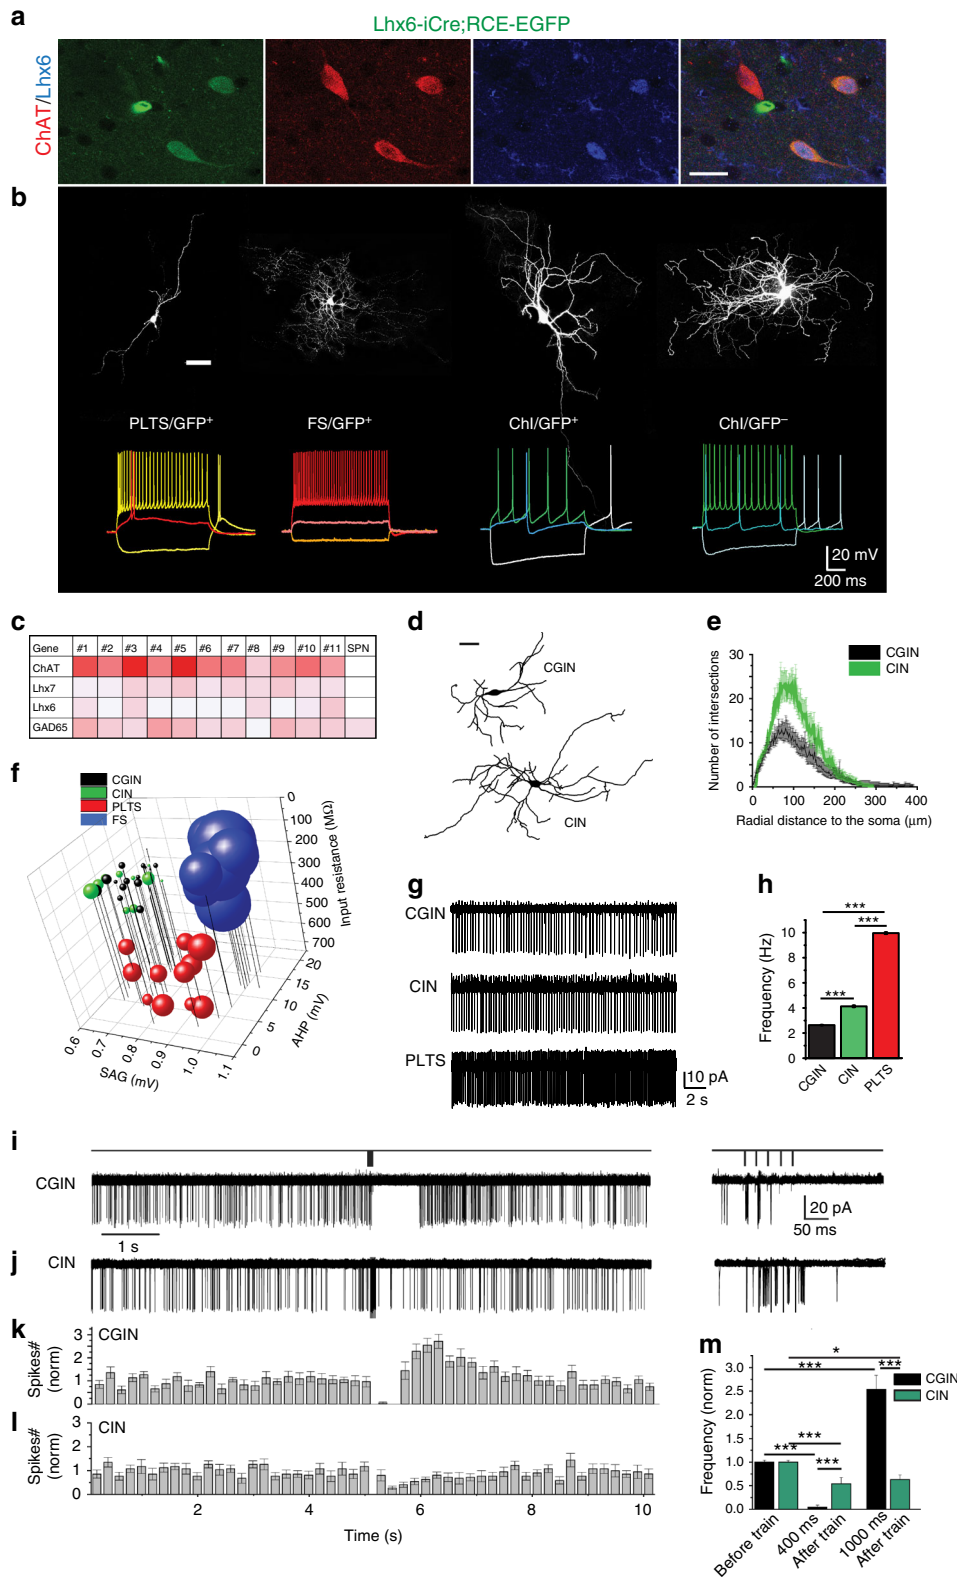 a
Lhx6-iCre;RCE-EGFP
ChAT/Lhx6
b
PLTS/GFP+
FS/GFP+
ChI/GFP+
ChI/GFP−
20 mV
200 ms
c
Gene #1 #2 #3 #4 #5 #6 #7 #8 #9 #10 #11 SPN
ChAT
Lhx7
Lhx6
GAD65
d
CGIN
CIN
e
CGIN
CIN
Number of intersections
30
20
10
0
0 100 200 300 400
Radial distance to the soma (µm)
f
CGIN
CIN
PLTS
FS
0
100
200
300
400
500
600
700
Input resistance (MΩ)
20
15
10
5
0
AHP (mV)
0.6 0.7 0.8 0.9 1.0 1.1
SAG (mV)
g
CGIN
CIN
PLTS
10 pA
2 s
h
Frequency (Hz)
10
8
6
4
2
0
***
***
***
CGIN CIN PLTS
i
CGIN
1 s
20 pA
50 ms
j
CIN
k
CGIN
Spikes# (norm)
3
2
1
0
l
CIN
Spikes# (norm)
3
2
1
0
2 4 6 8 10
Time (s)
m
CGIN
CIN
Frequency (norm)
3.0
2.5
2.0
1.5
1.0
0.5
0.0
*
*** ***
***
***
***
Before train
400 ms After train
1000 ms After train